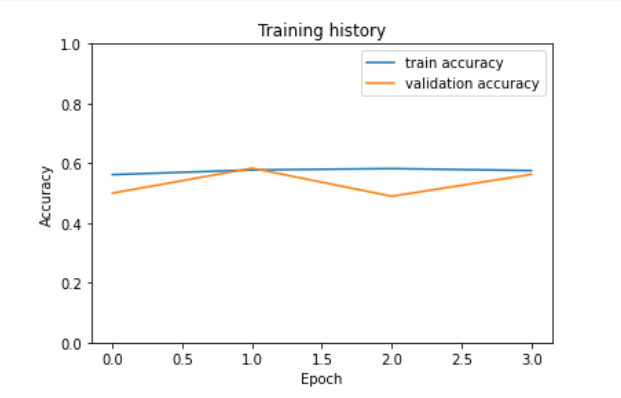 Training history
train accuracy
validation accuracy
1.0
0.8
0.6
0.4
0.2
0.0
Accuracy
0.0 0.5 1.0 1.5 2.0 2.5 3.0
Epoch